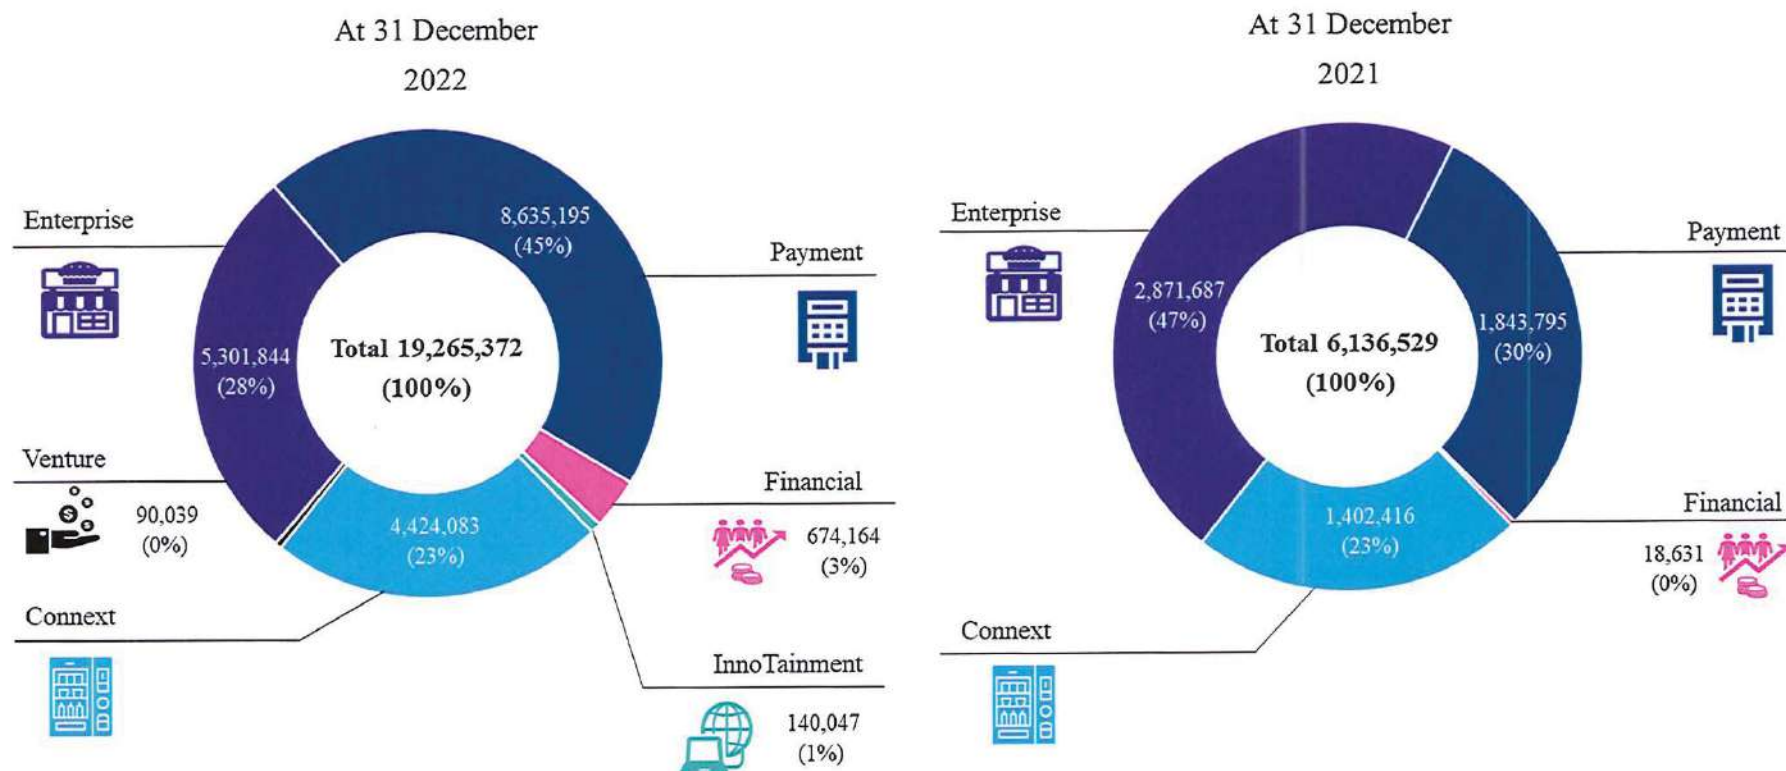 At 31 December
2022
Enterprise
8,635,195
(45%)
Payment
5,301,844
(28%)
Total 19,265,372
(100%)
Venture
90,039
(0%)
Financial
674,164
(3%)
4,424,083
(23%)
Connext
InnoTainment
140,047
(1%)
At 31 December
2021
Enterprise
Payment
2,871,687
(47%)
Total 6,136,529
(100%)
1,843,795
(30%)
Financial
18,631
(0%)
1,402,416
(23%)
Connext